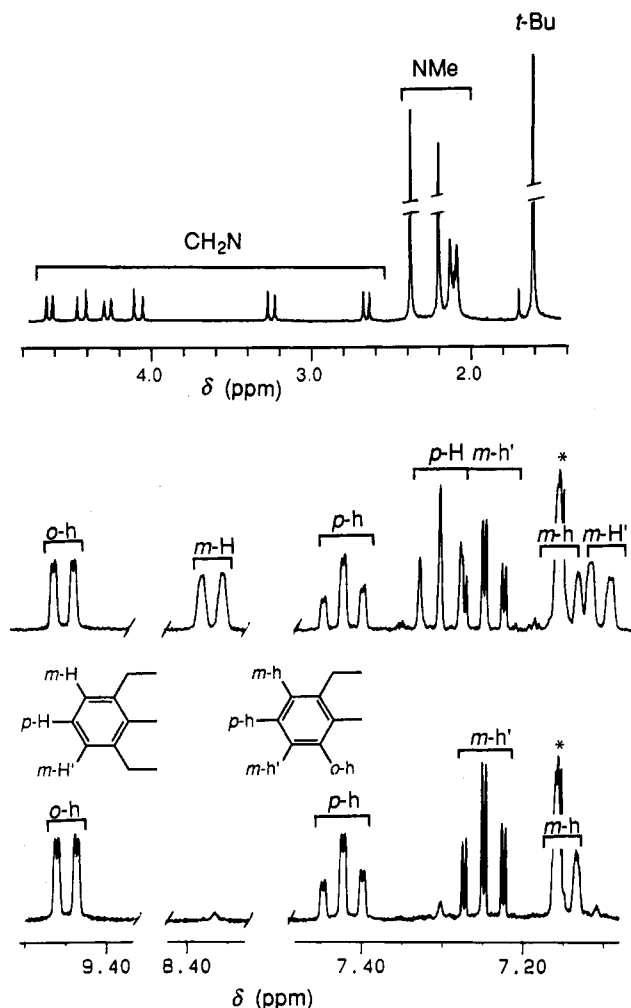 t-Bu
NMe
CH₂N
4.0 3.0 2.0
δ (ppm)
p-H m-h'
*
o-h m-H p-h m-h m-H'
m-H
p-H
m-H'
m-h
p-h
m-h'
o-h
m-h'
*
o-h p-h m-h
9.40 8.40 7.40 7.20
δ (ppm)